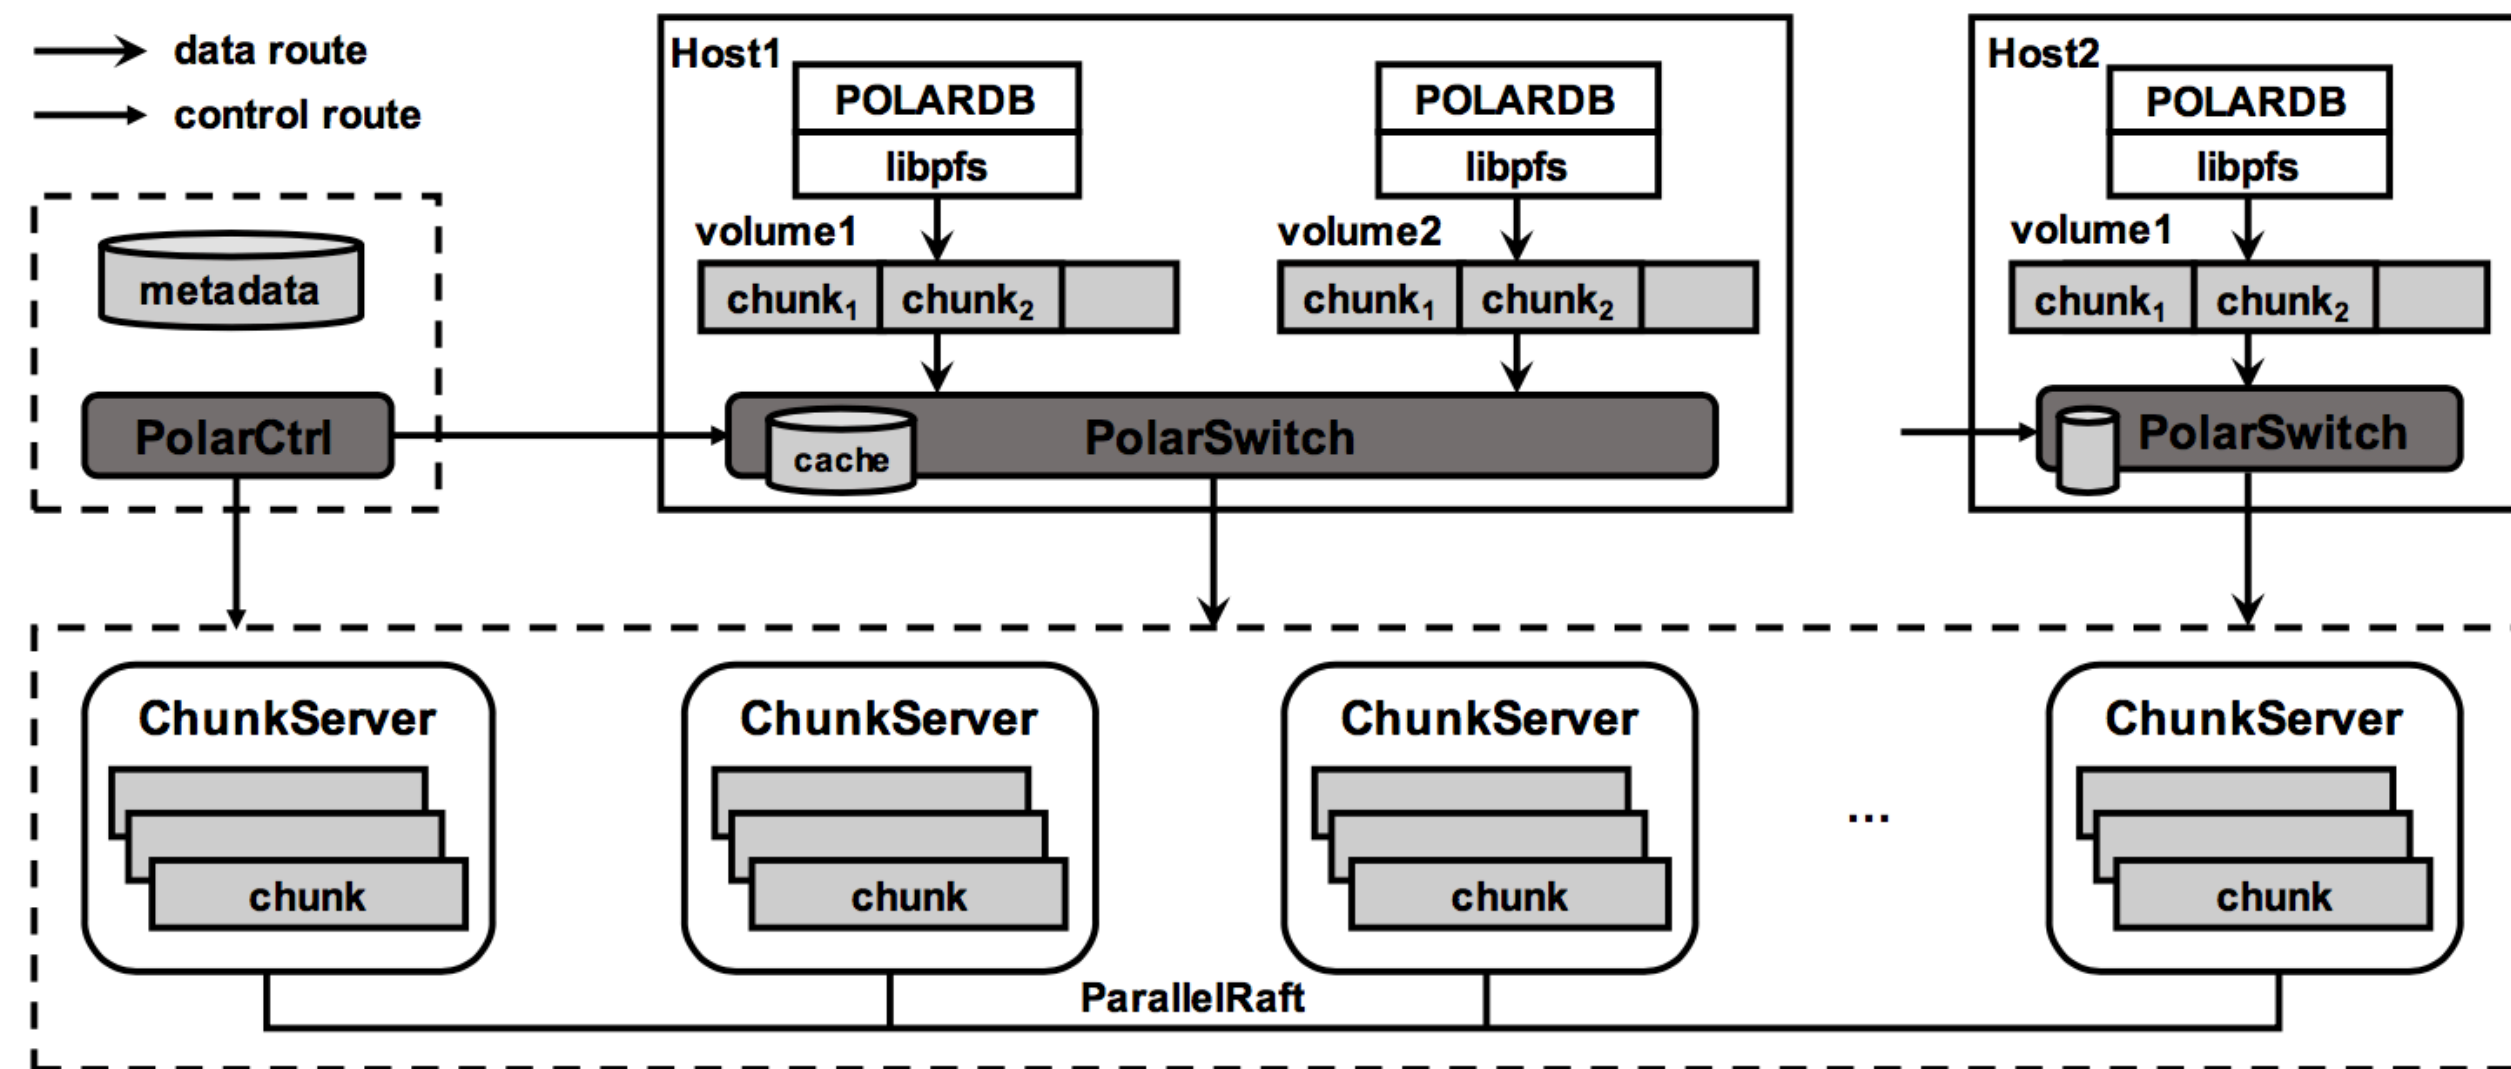 data route
control route
metadata
PolarCtrl
Host1
POLARDB
libpfs
volume1
chunk₁
chunk₂
POLARDB
libpfs
volume2
chunk₁
chunk₂
cache
PolarSwitch
Host2
POLARDB
libpfs
volume1
chunk₁
chunk₂
PolarSwitch
ChunkServer
chunk
ChunkServer
chunk
ChunkServer
chunk
...
ChunkServer
chunk
ParallelRaft